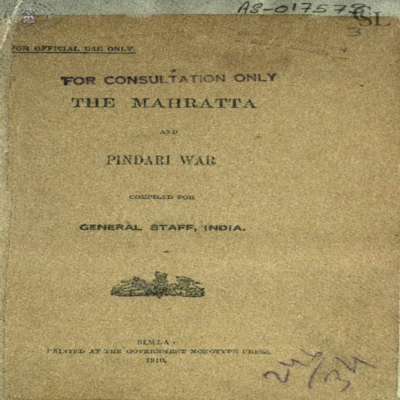 AS-017578
3
SL
FOR OFFICIAL USE ONLY.
FOR CONSULTATION ONLY
THE MAHRATTA
AND
PINDARI WAR
COMPILED FOR
GENERAL STAFF, INDIA.
SIMLA:
PRINTED AT THE GOVERNMENT MONOTYPE PRESS.
1910.